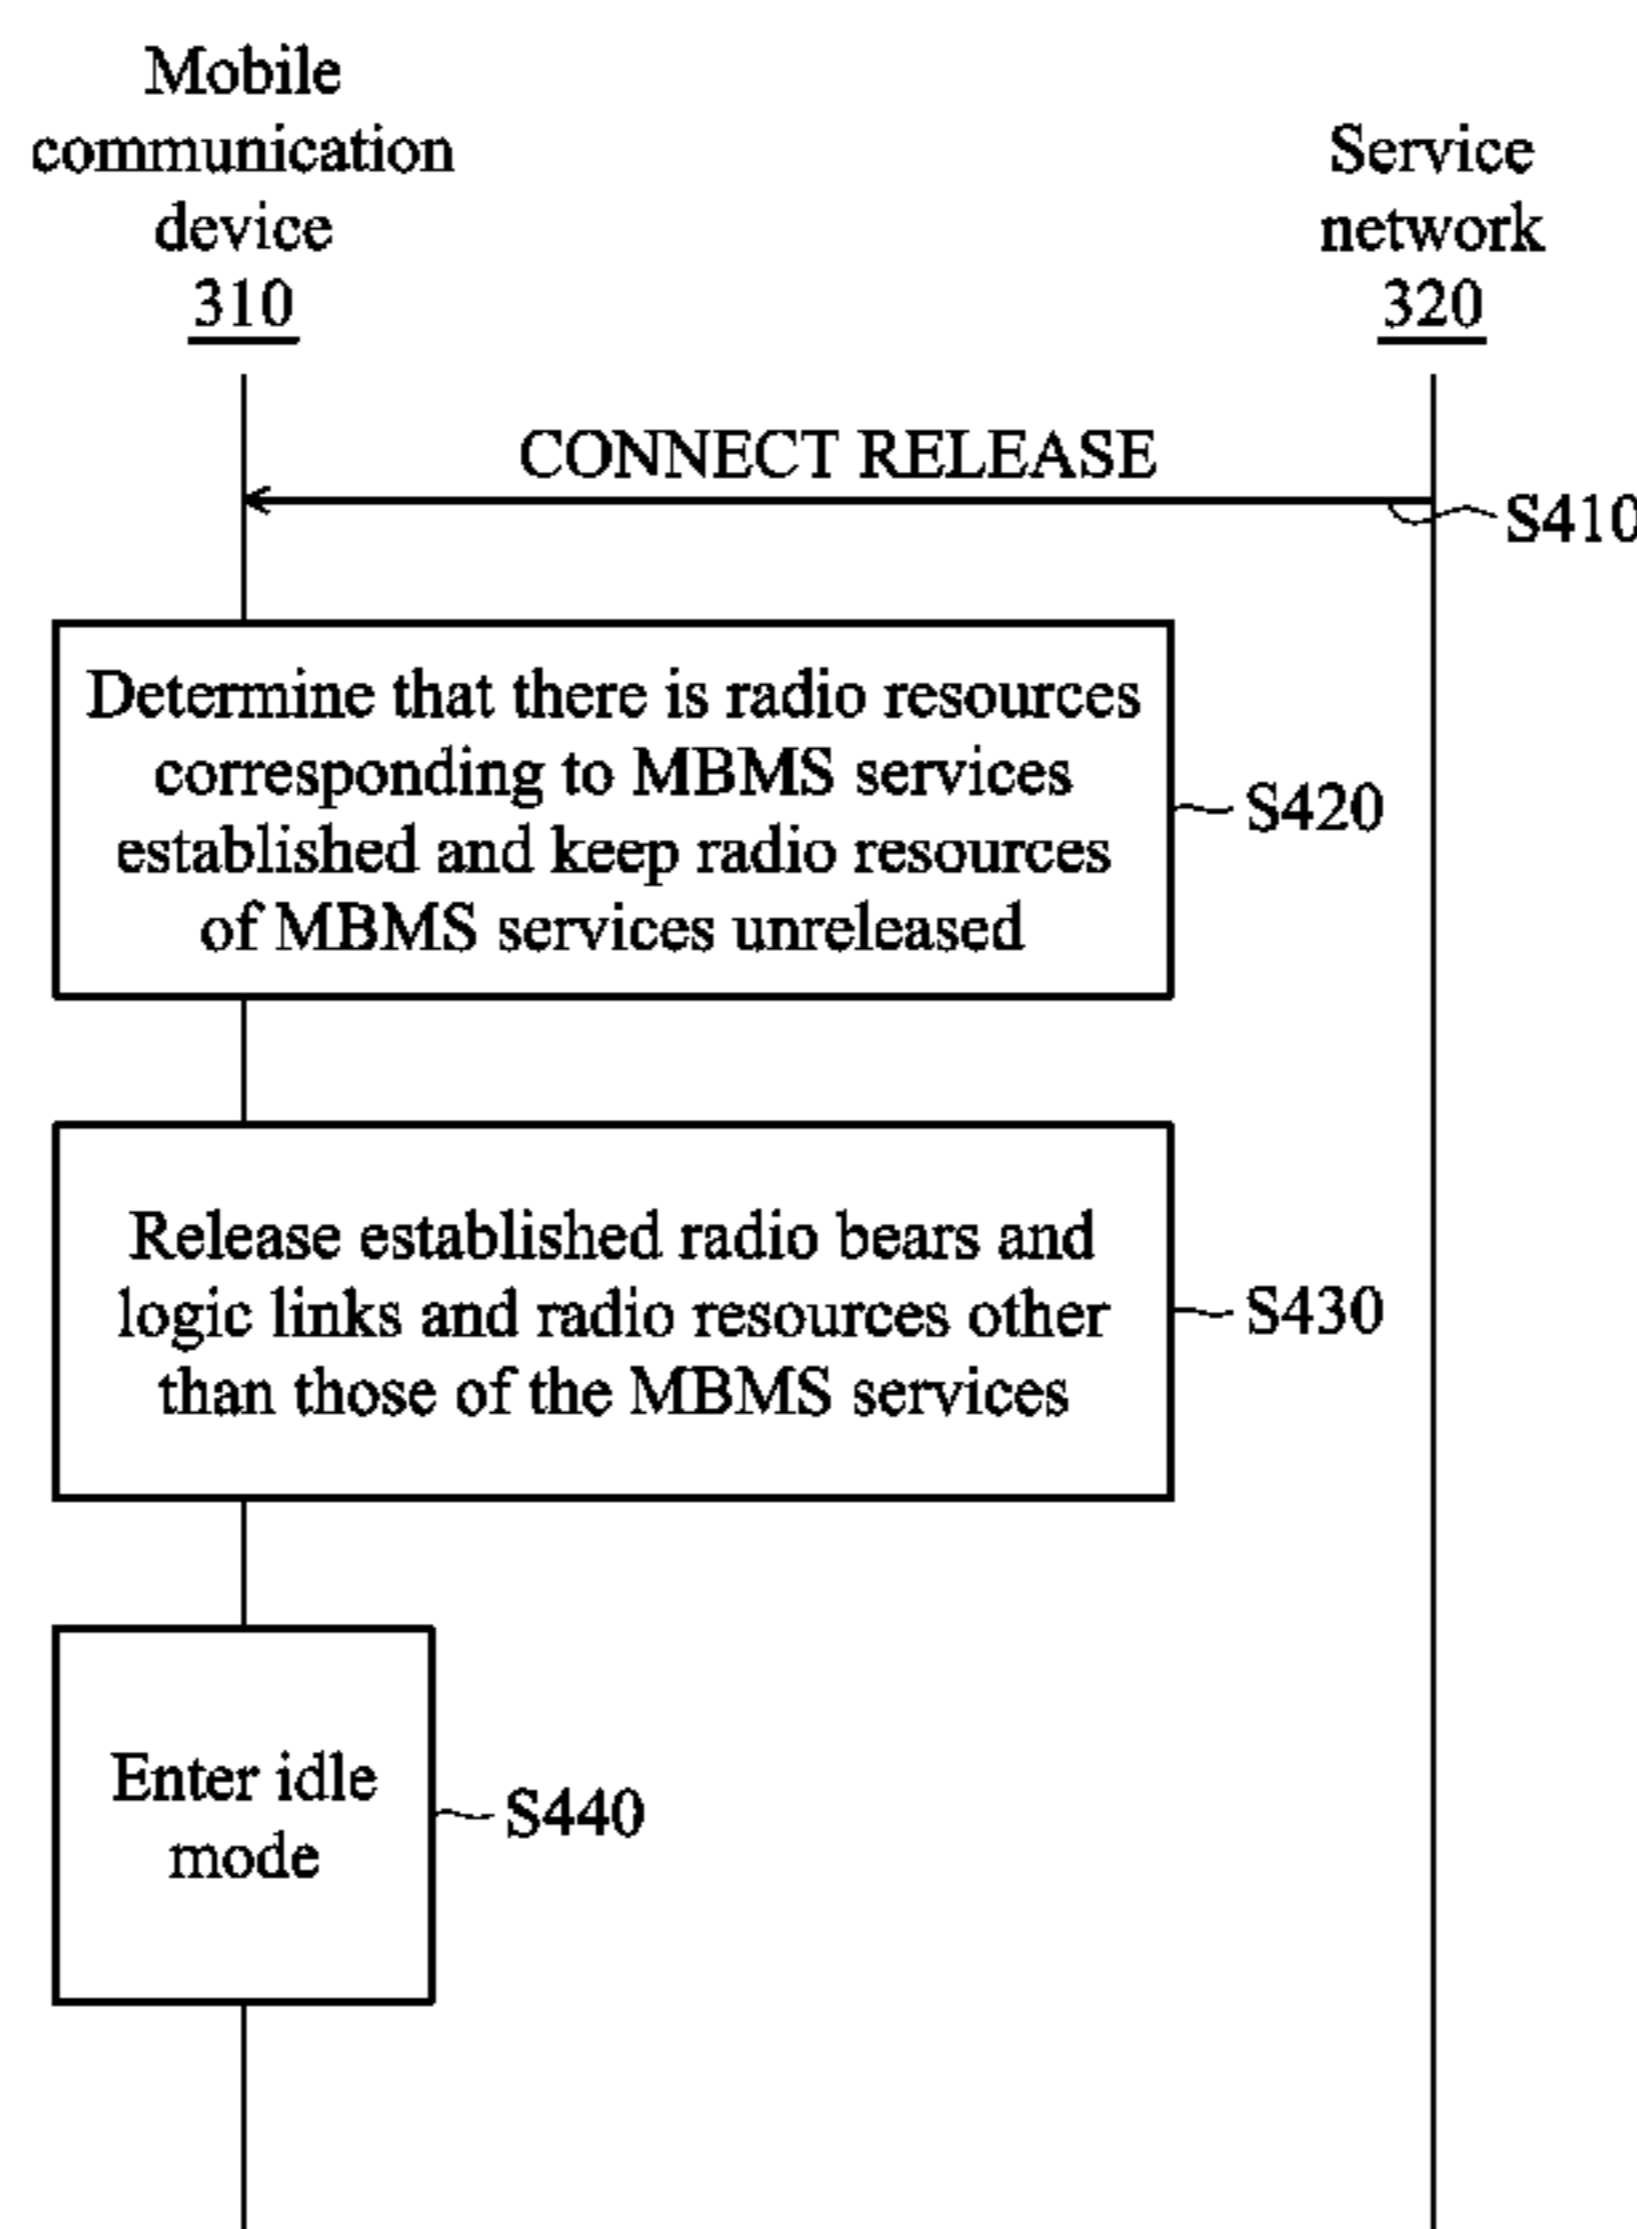 Mobile
communication
device
310
Service
network
320
CONNECT RELEASE
S410
Determine that there is radio resources
corresponding to MBMS services
established and keep radio resources
of MBMS services unreleased
S420
Release established radio bears and
logic links and radio resources other
than those of the MBMS services
S430
Enter idle
mode
S440